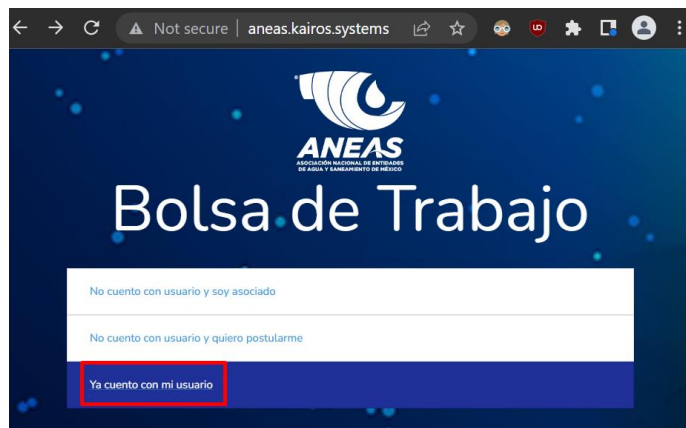 Not secure | aneas.kairos.systems
ANEAS
ASOCIACIÓN NACIONAL DE ENTIDADES
DE AGUA Y SANEAMIENTO DE MÉXICO
Bolsa de Trabajo
No cuento con usuario y soy asociado
No cuento con usuario y quiero postularme
Ya cuento con mi usuario